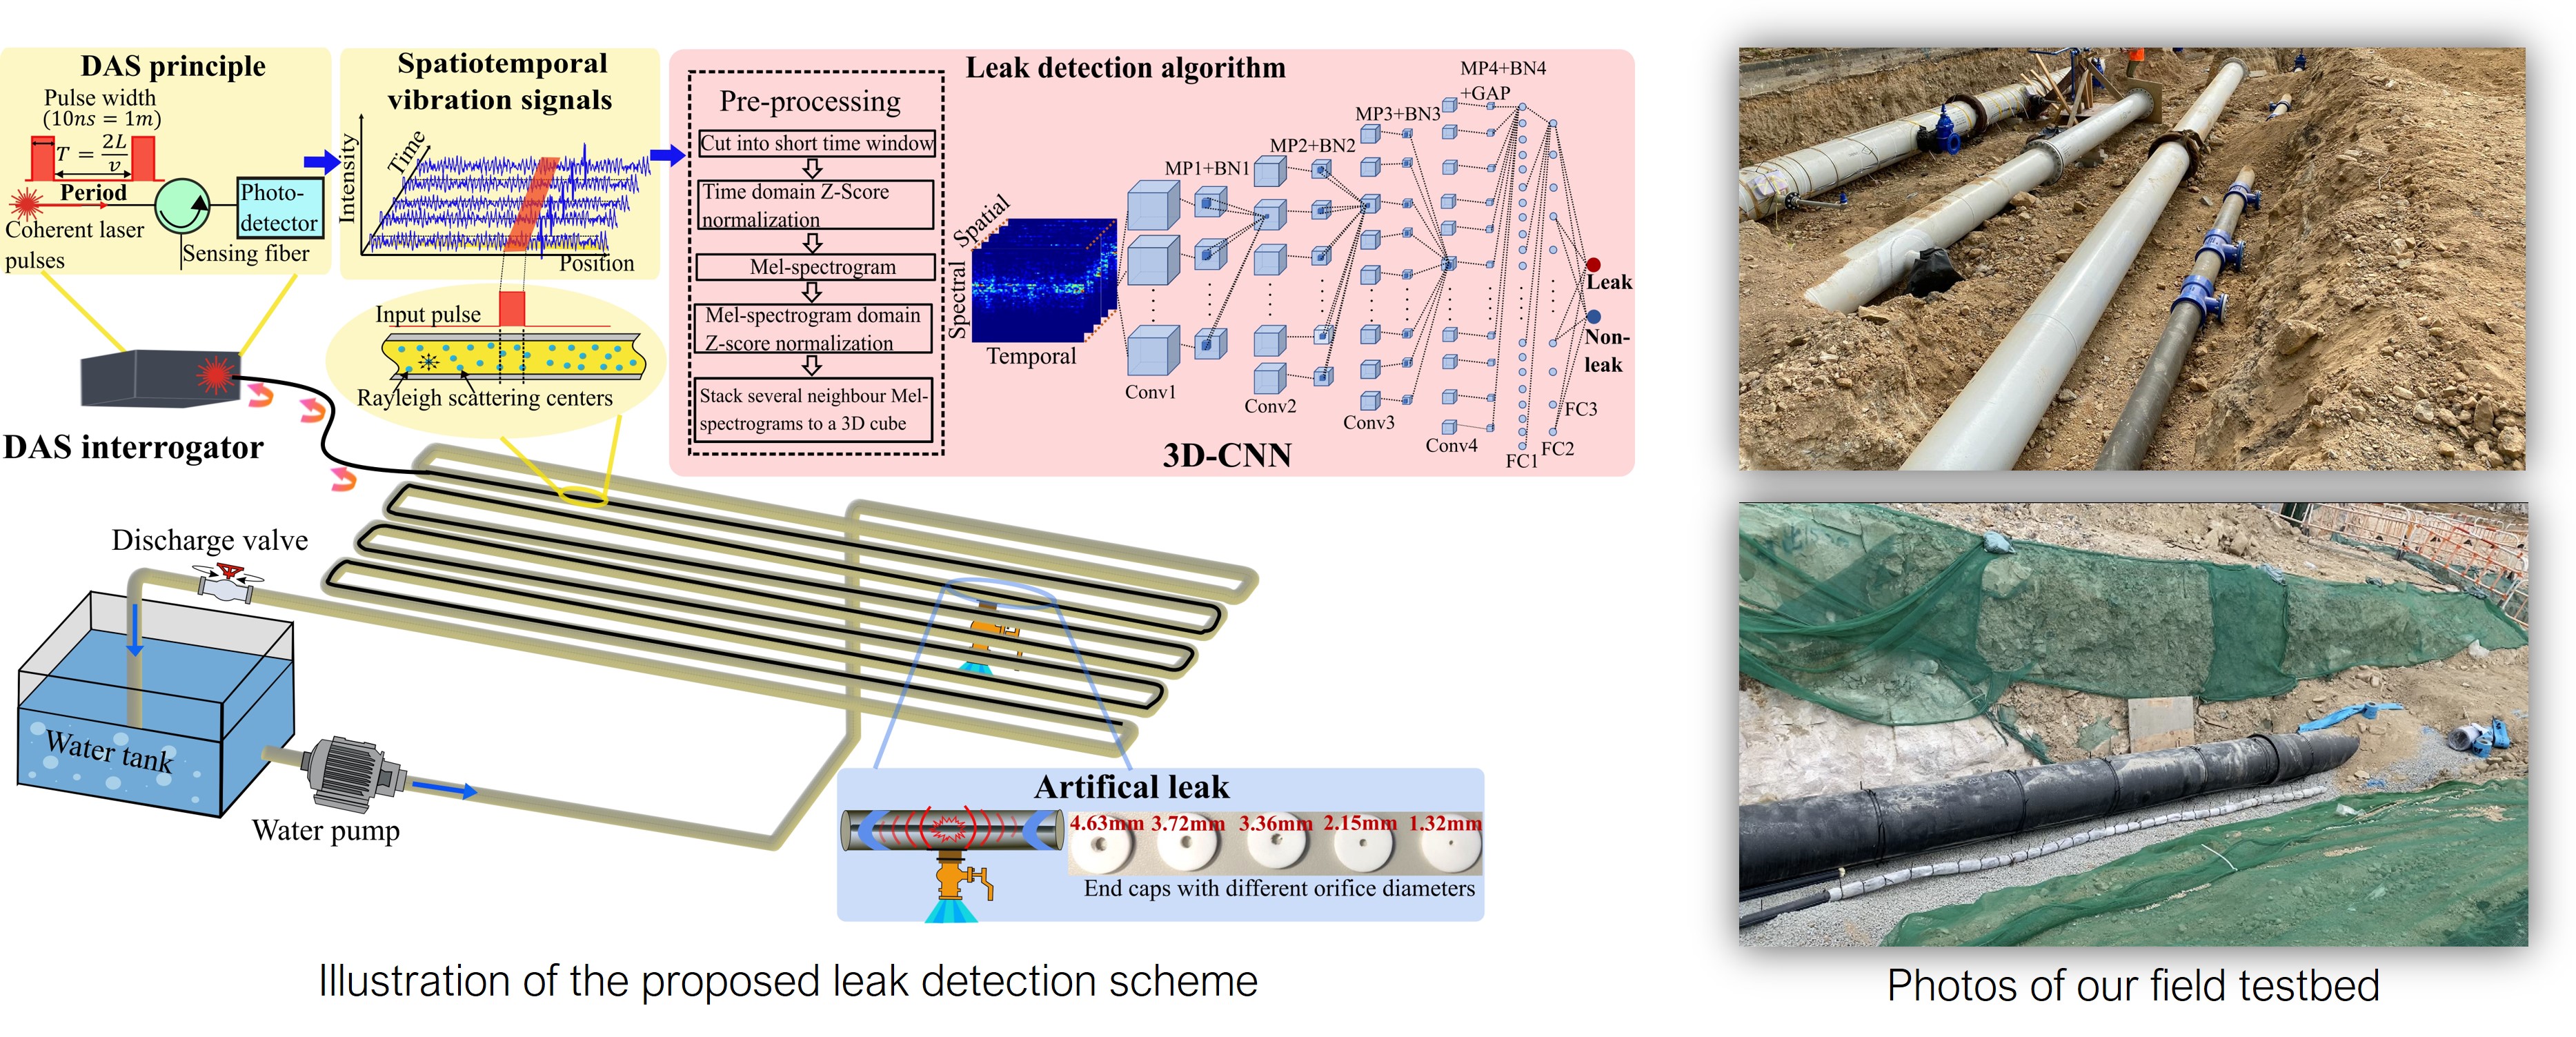 DAS principle
Pulse width
(10ns = 1m)
T = 2L/v
Period
Coherent laser
pulses
Sensing fiber
Photo-
detector
Spatiotemporal
vibration signals
Intensity
Time
Position
Input pulse
Rayleigh scattering centers
DAS interrogator
Leak detection algorithm
Pre-processing
Cut into short time window
Time domain Z-Score
normalization
Mel-spectrogram
Mel-spectrogram domain
Z-score normalization
Stack several neighbour Mel-
spectrograms to a 3D cube
Spatial
Spectral
Temporal
Conv1
MP1+BN1
Conv2
MP2+BN2
Conv3
MP3+BN3
Conv4
MP4+BN4
+GAP
FC1
FC2
FC3
Leak
Non-
leak
3D-CNN
Discharge valve
Water tank
Water pump
Artifical leak
4.63mm 3.72mm 3.36mm 2.15mm 1.32mm
End caps with different orifice diameters
Illustration of the proposed leak detection scheme
Photos of our field testbed